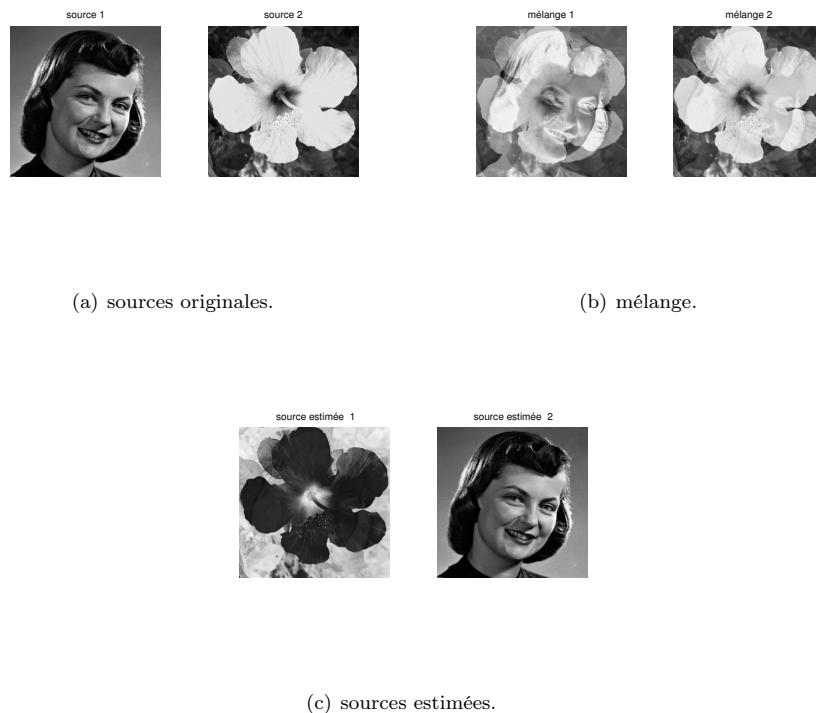 source 1
source 2
mélange 1
mélange 2
(a) sources originales.
(b) mélange.
source estimée 1
source estimée 2
(c) sources estimées.